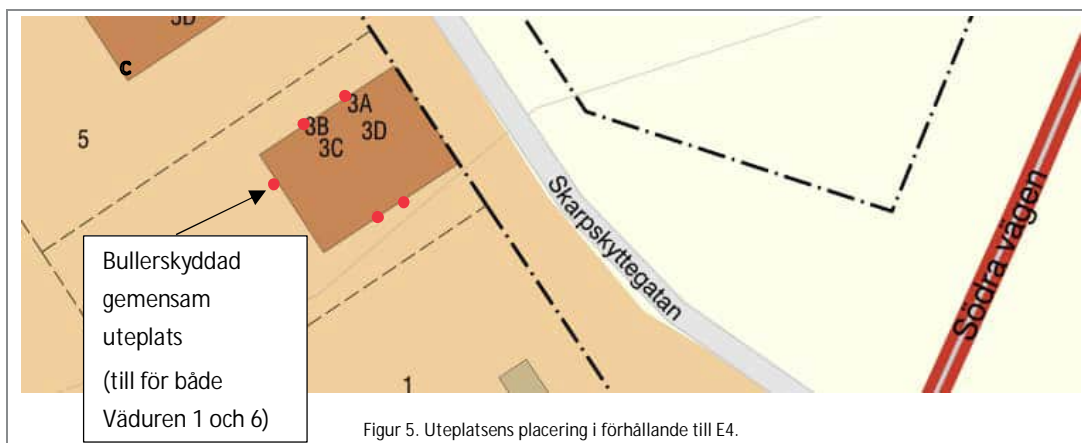 3D
c
3A
3B
3D
3C
5
Skarpskyttegatan
Södra vägen
Bullerskyddad
gemensam
uteplats
(till för både
Väduren 1 och 6)
1
Figur 5. Uteplatsens placering i förhållande till E4.